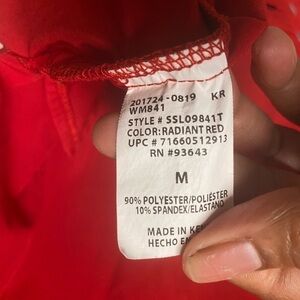 201724-0819 KR
WM841
STYLE # SSL09841T
COLOR: RADIANT RED
UPC # 71660512913
RN #93643
M
90% POLYESTER/POLIÉSTER
10% SPANDEX/ELASTANO
MADE IN
HECHO EN